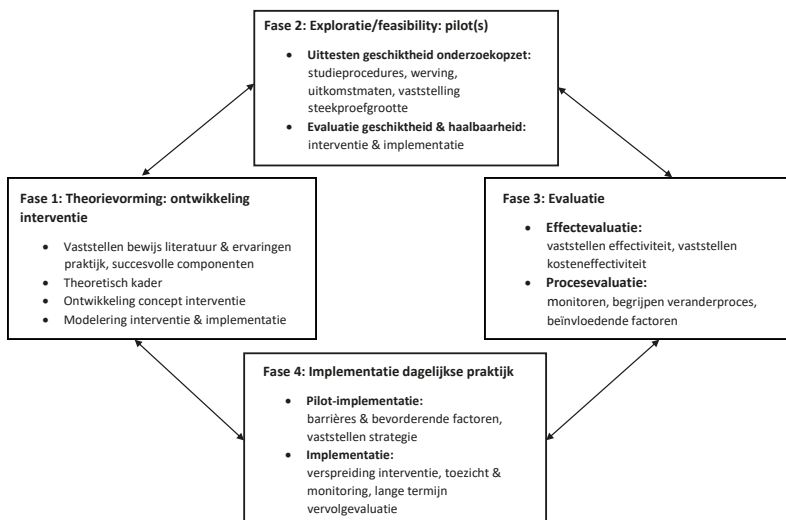 Fase 2: Exploratie/feasibility: pilot(s)
• Uittesten geschiktheid onderzoekopzet:
studieprocedures, werving,
uitkomstmaten, vaststelling
steekproefgrootte
• Evaluatie geschiktheid & haalbaarheid:
interventie & implementatie
Fase 1: Theorievorming: ontwikkeling
interventie
• Vaststellen bewijs literatuur & ervaringen
praktijk, succesvolle componenten
• Theoretisch kader
• Ontwikkeling concept interventie
• Modelering interventie & implementatie
Fase 3: Evaluatie
• Effectevaluatie:
vaststellen effectiviteit, vaststellen
kosteneffectiviteit
• Procesevaluatie:
monitoren, begrijpen veranderproces,
beïnvloedende factoren
Fase 4: Implementatie dagelijkse praktijk
• Pilot-implementatie:
barrières & bevorderende factoren,
vaststellen strategie
• Implementatie:
verspreiding interventie, toezicht &
monitoring, lange termijn
vervolgevaluatie